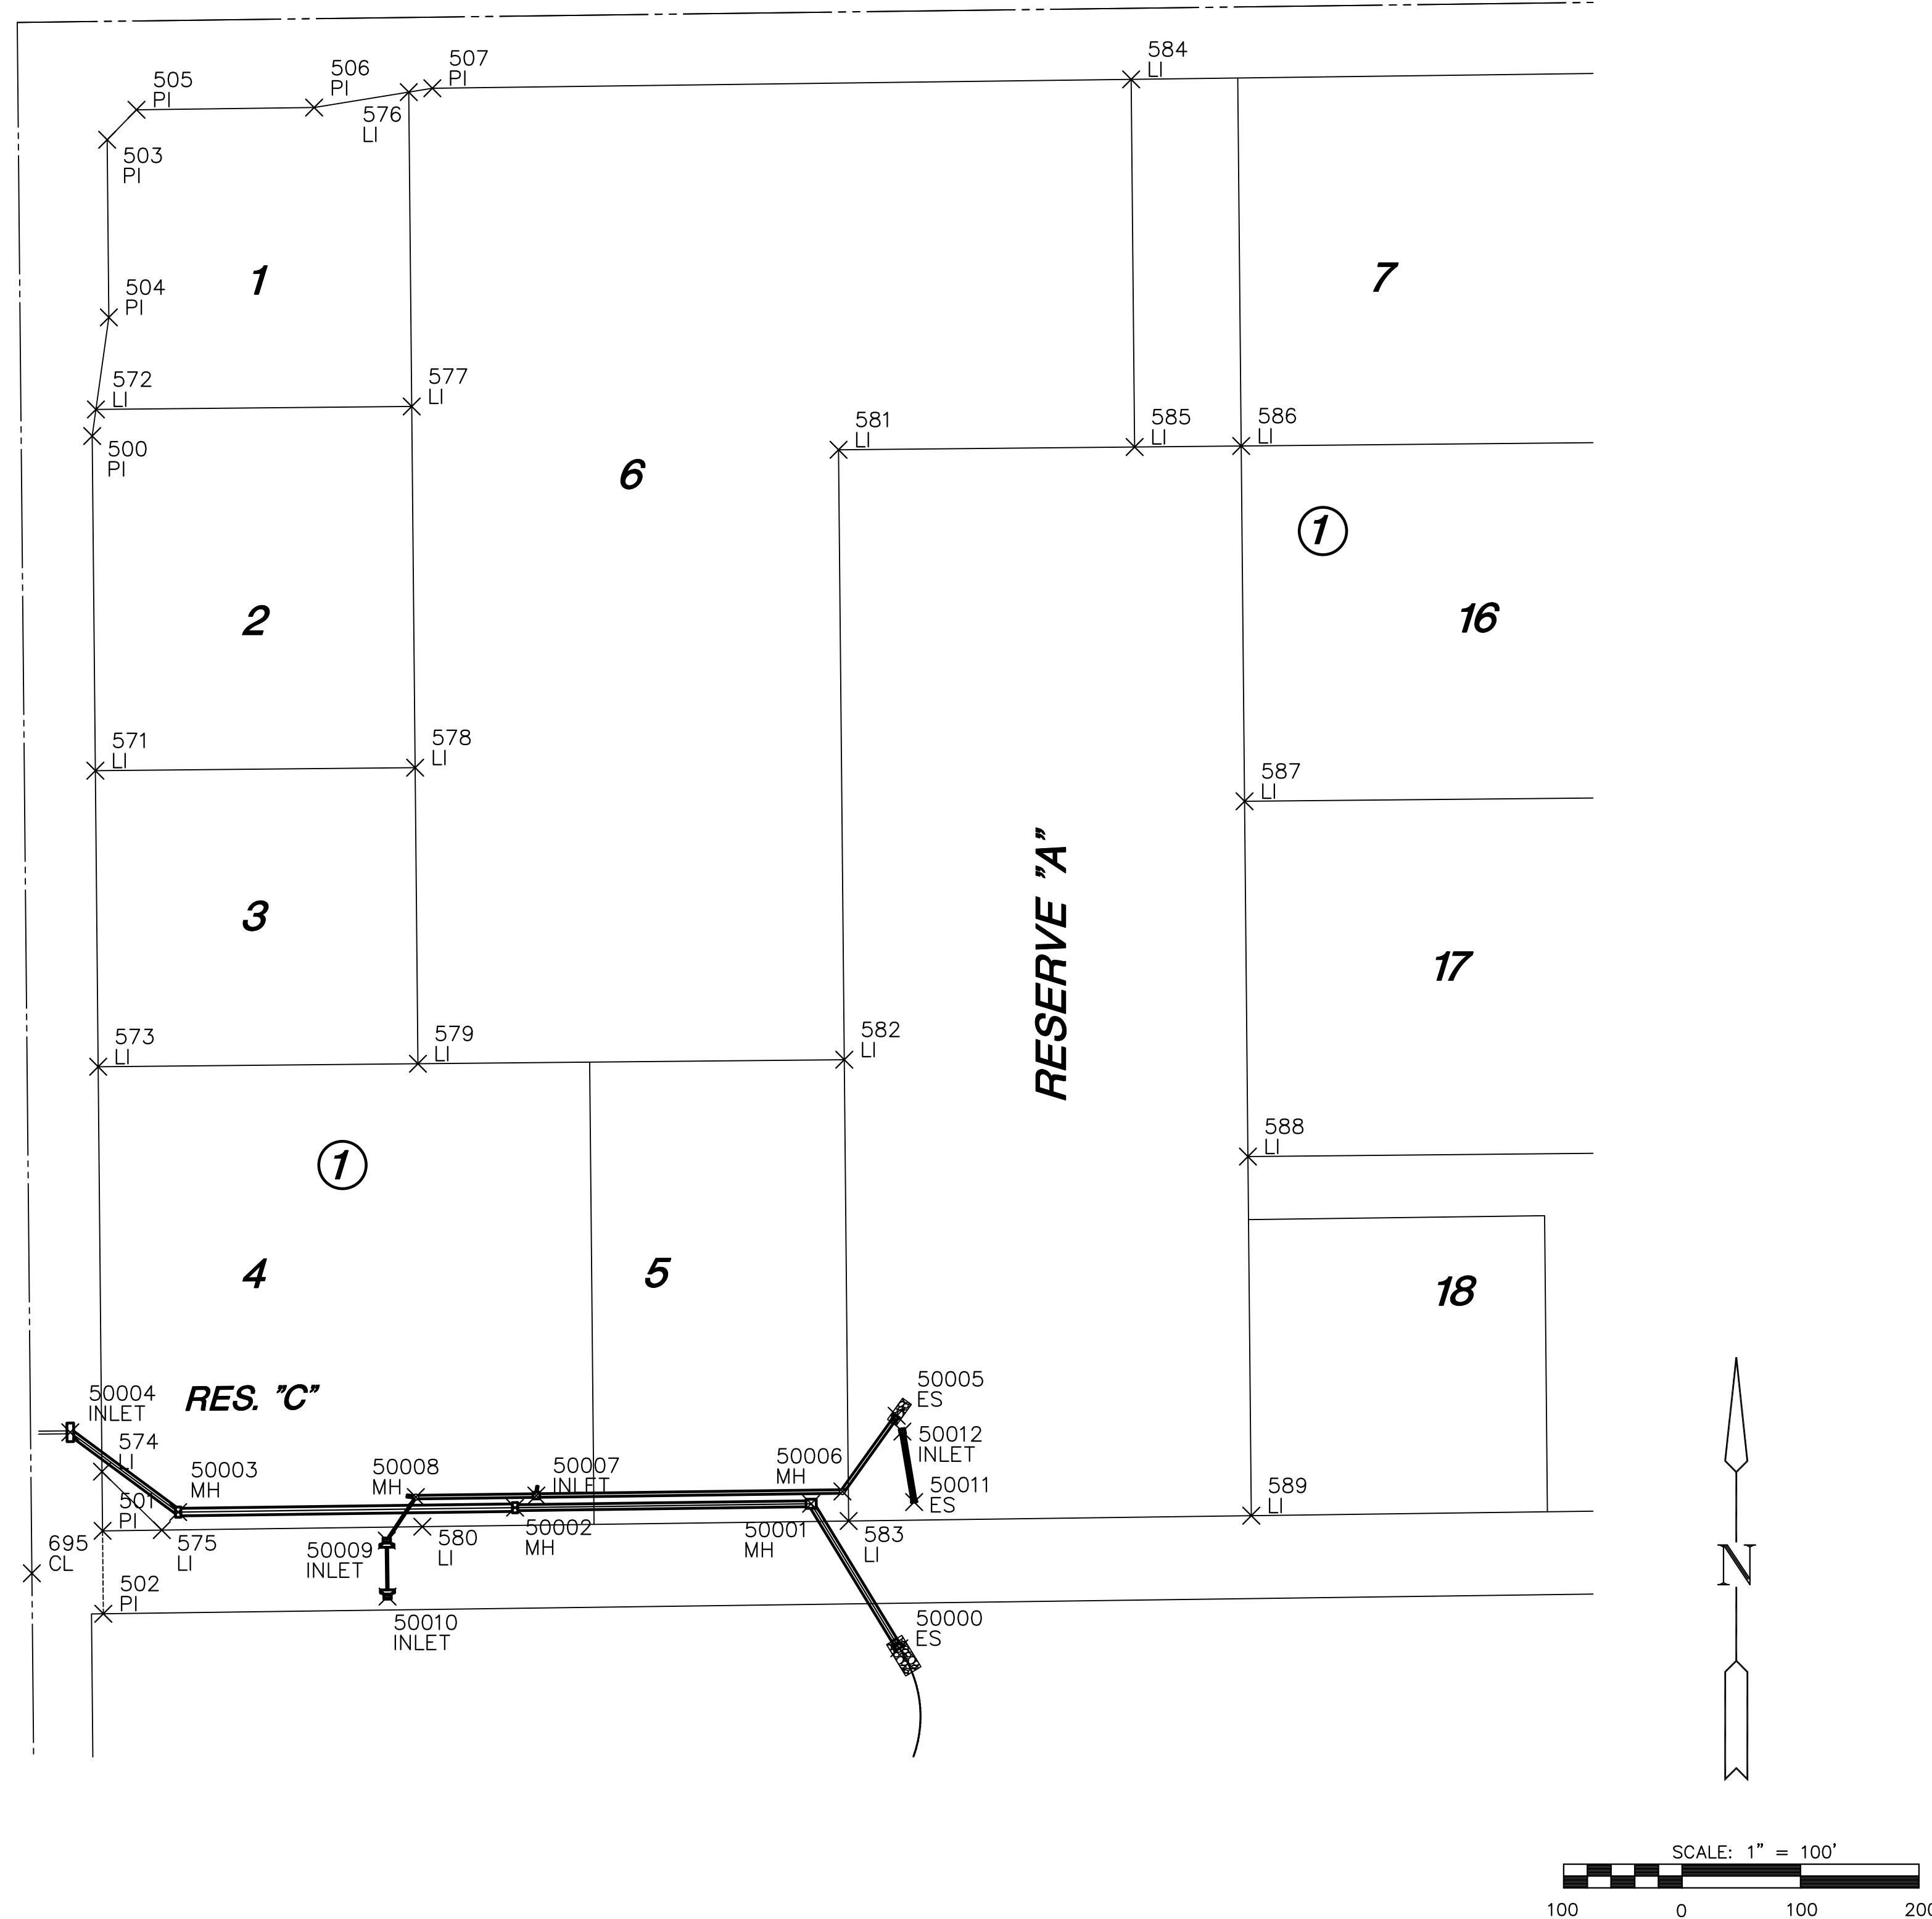 507
PI
584
LI
506
PI
505
PI
576
LI
503
PI
1
7
504
PI
572
LI
577
LI
581
LI
585
LI
586
LI
500
PI
6
1
2
16
571
LI
578
LI
587
LI
RESERVE "A"
3
17
573
LI
579
LI
582
LI
588
LI
1
4
5
18
RES. "C"
50004
INLET
50005
ES
574
LI
50012
INLET
50003
MH
50008
MH
50007
INLET
50006
MH
50011
ES
501
PI
589
LI
695
CL
575
LI
50009
INLET
580
LI
50002
MH
50001
MH
583
LI
502
PI
50010
INLET
50000
ES
N
SCALE: 1" = 100'
100 0 100 200